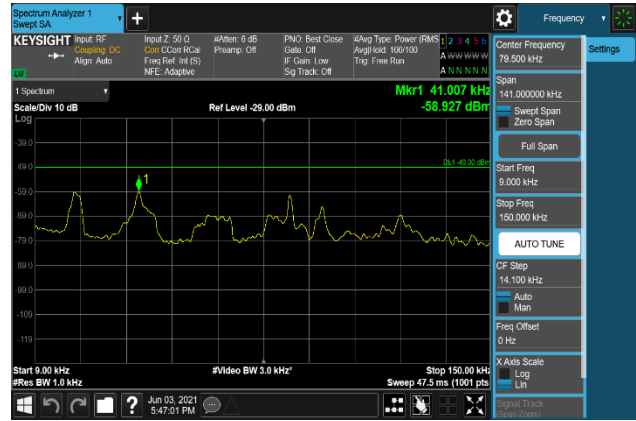 Spectrum Analyzer 1
Swept SA
+
Frequency
KEYSIGHT
Input: RF
Coupling: DC
Align: Auto
Input Z: 50 Ω
Corr CCorr RCal
Freq Ref: Int (S)
NFE: Adaptive
#Atten: 6 dB
Preamp: Off
PNO: Best Close
Gate: Off
IF Gain: Low
Sig Track: Off
#Avg Type: Power (RMS
Avg|Hold: 100/100
Trig: Free Run
1 2 3 4 5 6
A W W W W W
A N N N N N
1 Spectrum
Scale/Div 10 dB
Log
Ref Level -29.00 dBm
Mkr1 41.007 kHz
-58.927 dBm
-39.0
-49.0
-59.0
-69.0
-79.0
-89.0
-99.0
-109
-119
DL1 -49.00 dBm
1
Start 9.00 kHz
#Res BW 1.0 kHz
#Video BW 3.0 kHz*
Stop 150.00 kHz
Sweep 47.5 ms (1001 pts
Center Frequency
79.500 kHz
Settings
Span
141.000000 kHz
Swept Span
Zero Span
Full Span
Start Freq
9.000 kHz
Stop Freq
150.000 kHz
AUTO TUNE
CF Step
14.100 kHz
Auto
Man
Freq Offset
0 Hz
X Axis Scale
Log
Lin
Signal Track
(Span Zoom)
?
Jun 03, 2021
5:47:01 PM